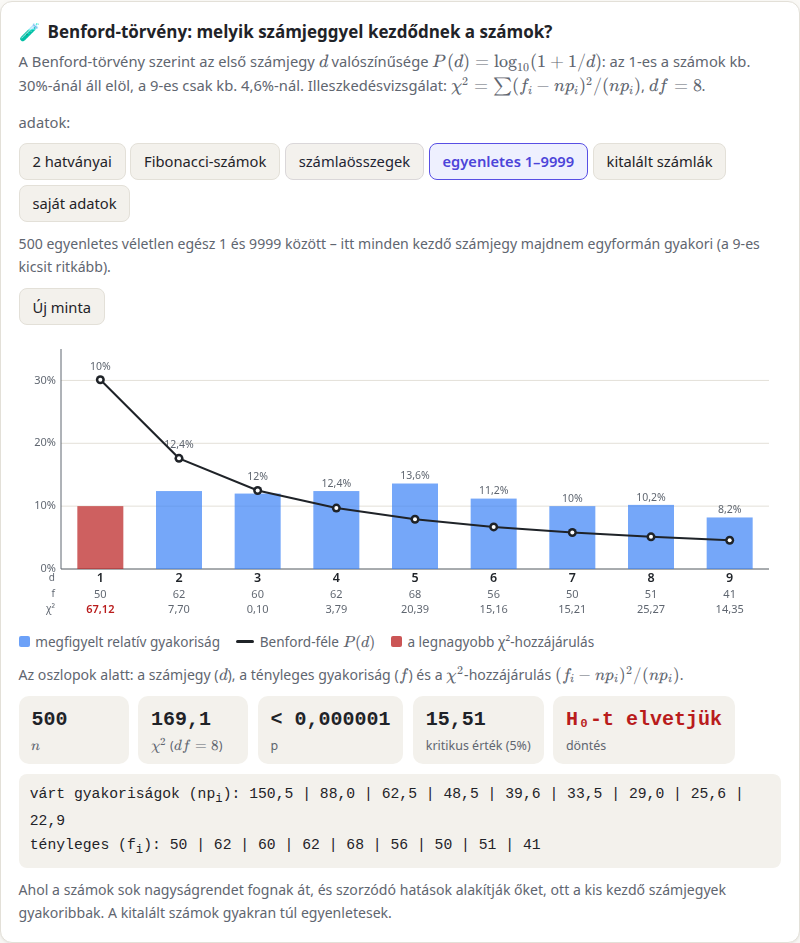 🧪 Benford-törvény: melyik számjeggyel kezdődnek a számok?
A Benford-törvény szerint az első számjegy d valószínűsége P(d) = log₁₀(1 + 1/d): az 1-es a számok kb.
30%-ánál áll elöl, a 9-es csak kb. 4,6%-nál. Illeszkedésvizsgálat: χ² = ∑(fᵢ − npᵢ)²/(npᵢ), df = 8.
adatok:
2 hatványai Fibonacci-számok számlaösszegek egyenletes 1–9999 kitalált számlák
saját adatok
500 egyenletes véletlen egész 1 és 9999 között – itt minden kezdő számjegy majdnem egyformán gyakori (a 9-es
kicsit ritkább).
Új minta
10%
30%
20% 12,4%
12% 12,4% 13,6% 11,2% 10% 10,2% 8,2%
10%
0%
d 1 2 3 4 5 6 7 8 9
f 50 62 60 62 68 56 50 51 41
χ² 67,12 7,70 0,10 3,79 20,39 15,16 15,21 25,27 14,35
megfigyelt relatív gyakoriság Benford-féle P(d) a legnagyobb χ²-hozzájárulás
Az oszlopok alatt: a számjegy (d), a tényleges gyakoriság (f) és a χ²-hozzájárulás (fᵢ − npᵢ)²/(npᵢ).
500 169,1 < 0,000001 15,51 H₀-t elvetjük
n χ² (df = 8) p kritikus érték (5%) döntés
várt gyakoriságok (npᵢ): 150,5 | 88,0 | 62,5 | 48,5 | 39,6 | 33,5 | 29,0 | 25,6 |
22,9
tényleges (fᵢ): 50 | 62 | 60 | 62 | 68 | 56 | 50 | 51 | 41
Ahol a számok sok nagyságrendet fognak át, és szorzódó hatások alakítják őket, ott a kis kezdő számjegyek
gyakoribbak. A kitalált számok gyakran túl egyenletesek.